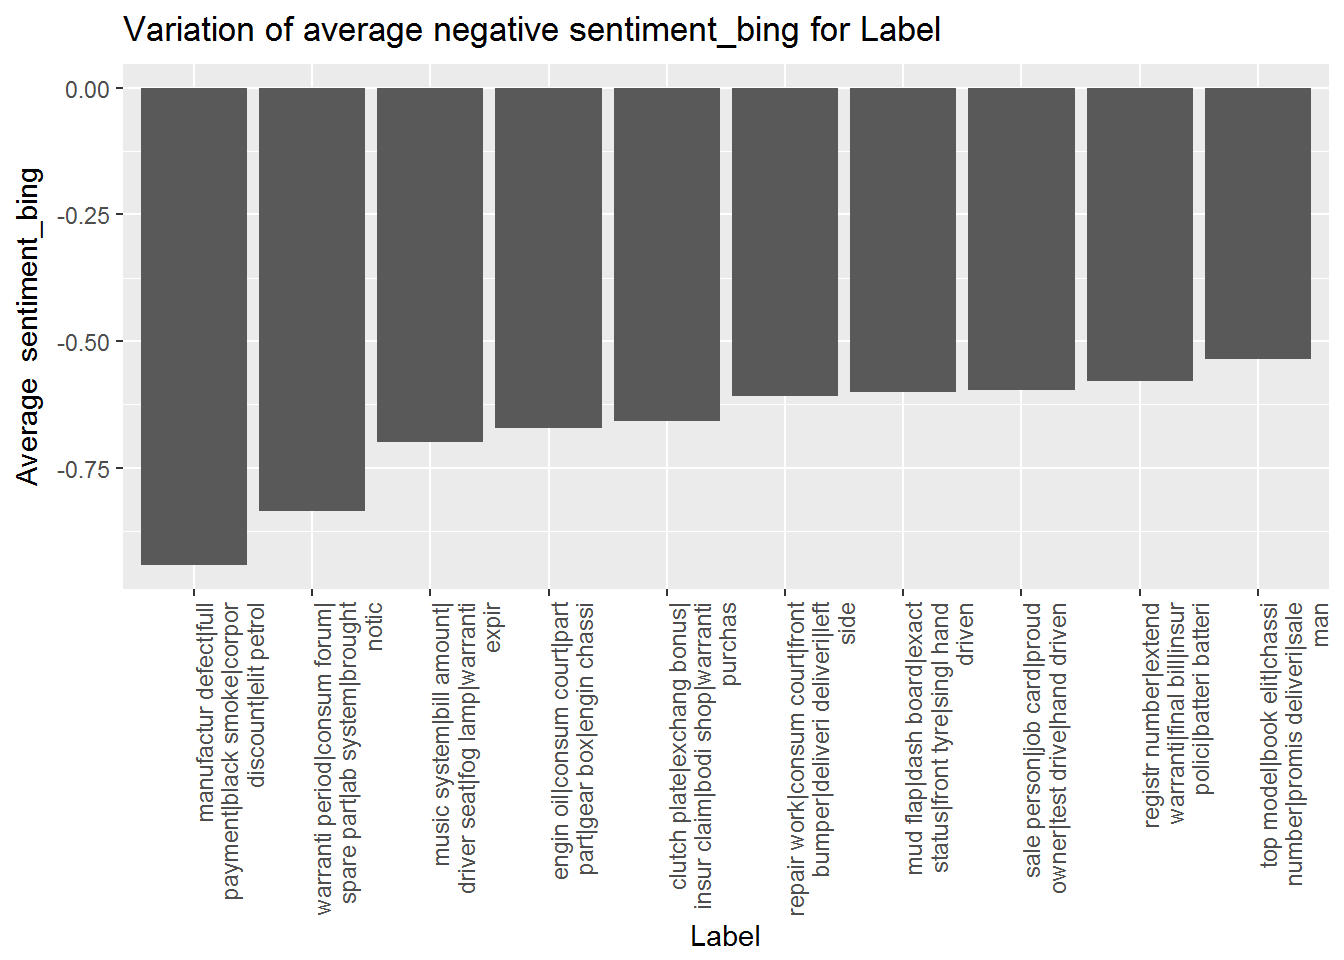 Variation of average negative sentiment_bing for Label
Average  sentiment_bing
0.00
-0.25
-0.50
-0.75
manufactur defect|full
payment|black smoke|corpor
discount|elit petrol
warranti period|consum forum|
spare part|ab system|brought
notic
music system|bill amount|
driver seat|fog lamp|warranti
expir
engin oil|consum court|part
part|gear box|engin chassi
clutch plate|exchang bonus|
insur claim|bodi shop|warranti
purchas
repair work|consum court|front
bumper|deliveri deliveri|left
side
mud flap|dash board|exact
status|front tyre|singl hand
driven
sale person|job card|proud
owner|test drive|hand driven
registr number|extend
warranti|final bill|insur
polici|batteri batteri
top model|book elit|chassi
number|promis deliveri|sale
man
Label